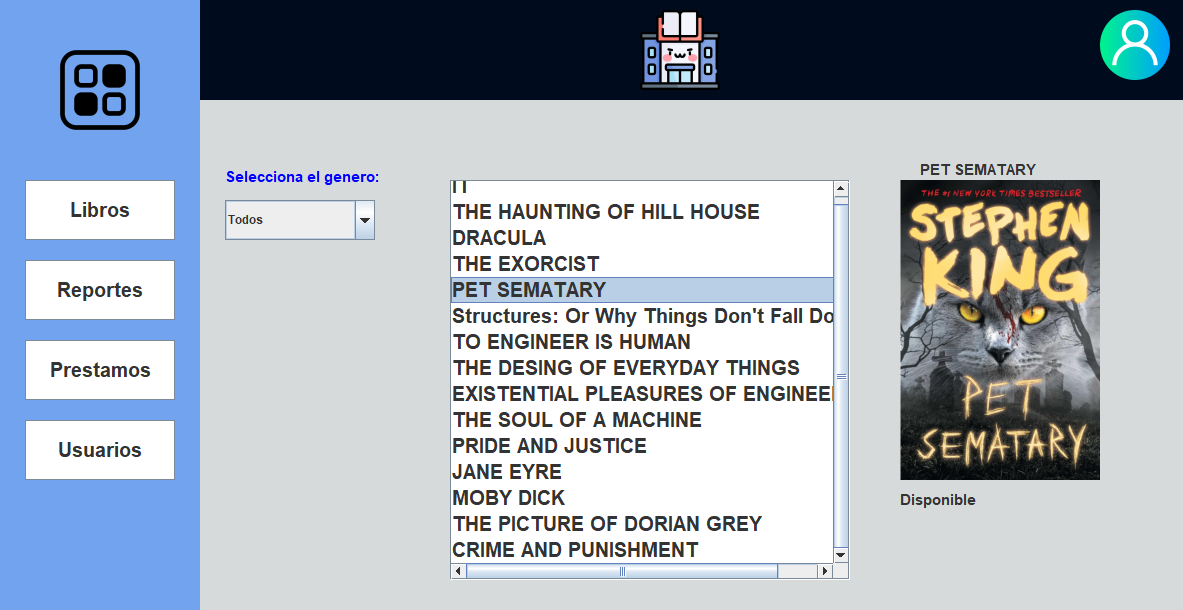 Libros
Reportes
Prestamos
Usuarios
Selecciona el genero:
Todos
IT
THE HAUNTING OF HILL HOUSE
DRACULA
THE EXORCIST
PET SEMATARY
Structures: Or Why Things Don't Fall Do
TO ENGINEER IS HUMAN
THE DESING OF EVERYDAY THINGS
EXISTENTIAL PLEASURES OF ENGINEE
THE SOUL OF A MACHINE
PRIDE AND JUSTICE
JANE EYRE
MOBY DICK
THE PICTURE OF DORIAN GREY
CRIME AND PUNISHMENT
PET SEMATARY
THE #1 NEW YORK TIMES BESTSELLER
STEPHEN
KING
PET
SEMATARY
Disponible